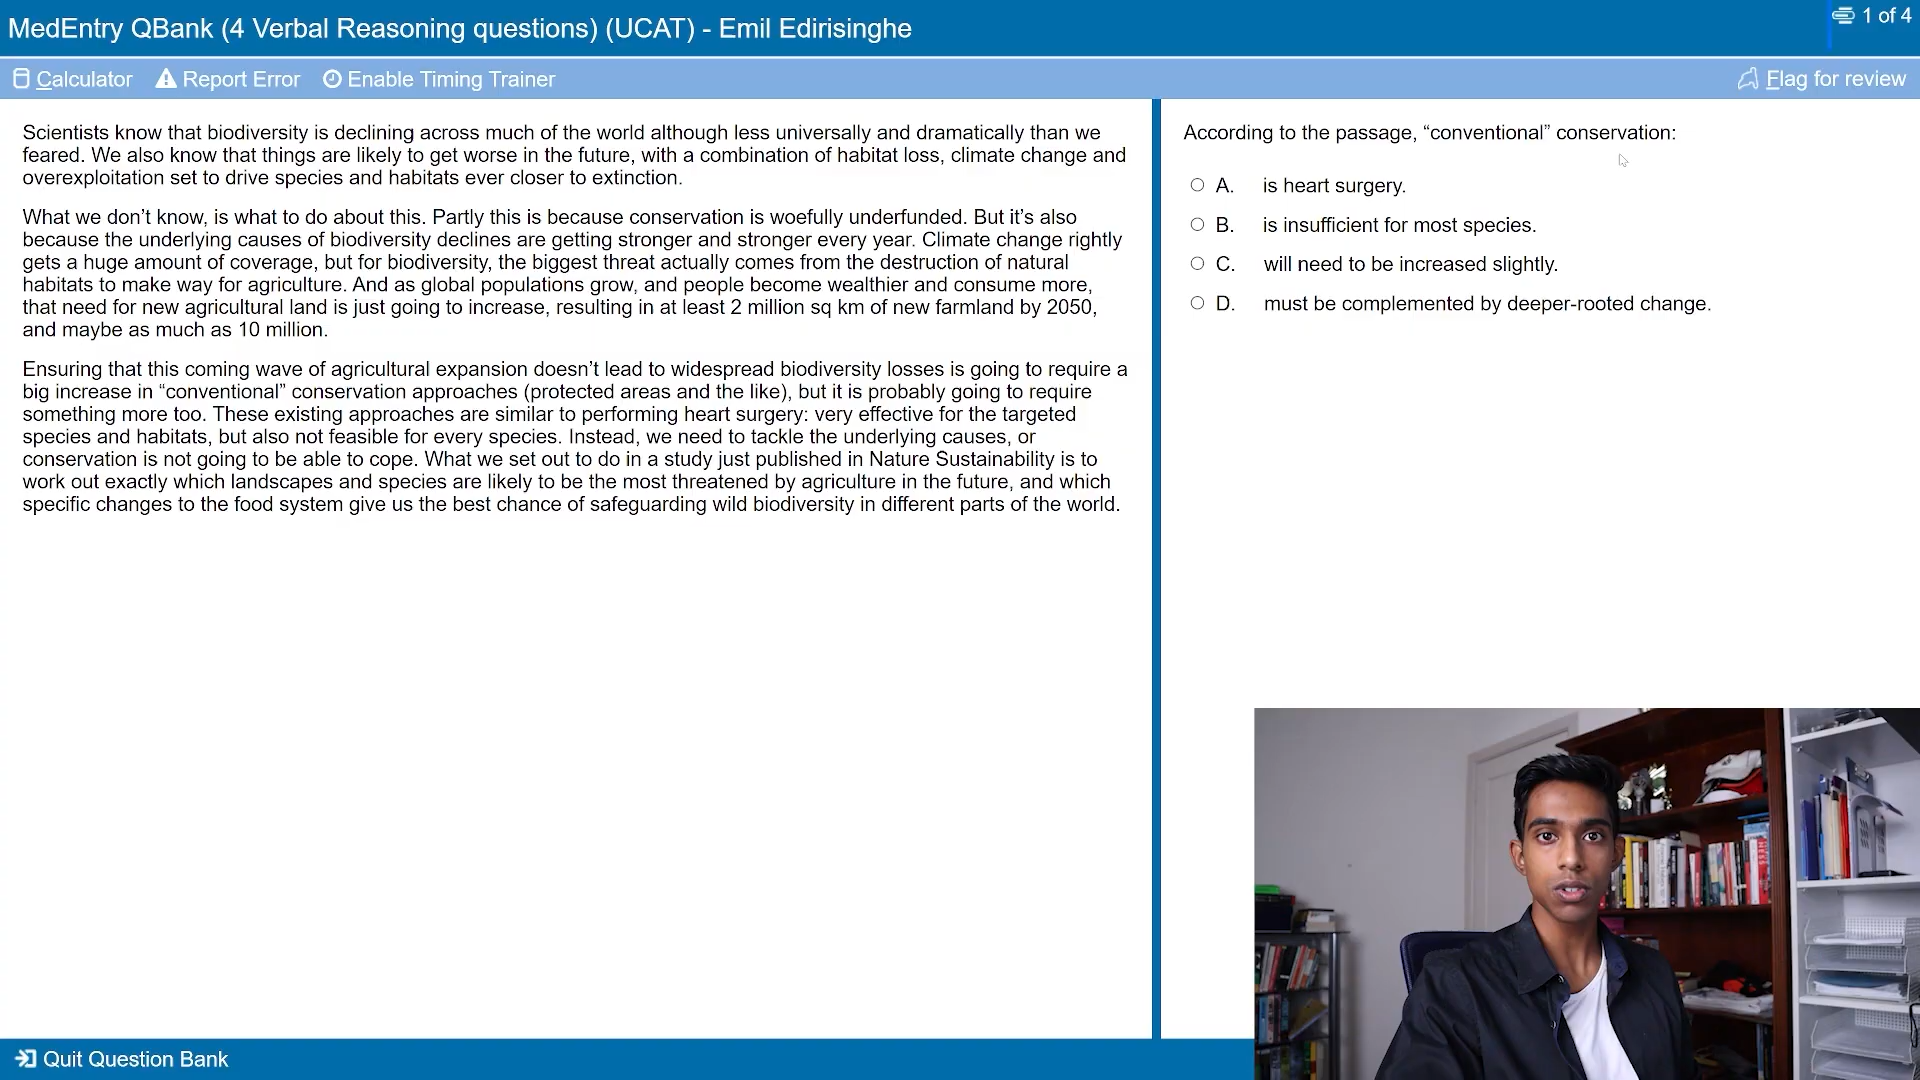 MedEntry QBank (4 Verbal Reasoning questions) (UCAT) - Emil Edirisinghe
1 of 4
Calculator Report Error Enable Timing Trainer
Flag for review
Scientists know that biodiversity is declining across much of the world although less universally and dramatically than we
feared. We also know that things are likely to get worse in the future, with a combination of habitat loss, climate change and
overexploitation set to drive species and habitats ever closer to extinction.
What we don’t know, is what to do about this. Partly this is because conservation is woefully underfunded. But it’s also
because the underlying causes of biodiversity declines are getting stronger and stronger every year. Climate change rightly
gets a huge amount of coverage, but for biodiversity, the biggest threat actually comes from the destruction of natural
habitats to make way for agriculture. And as global populations grow, and people become wealthier and consume more,
that need for new agricultural land is just going to increase, resulting in at least 2 million sq km of new farmland by 2050,
and maybe as much as 10 million.
Ensuring that this coming wave of agricultural expansion doesn’t lead to widespread biodiversity losses is going to require a
big increase in “conventional” conservation approaches (protected areas and the like), but it is probably going to require
something more too. These existing approaches are similar to performing heart surgery: very effective for the targeted
species and habitats, but also not feasible for every species. Instead, we need to tackle the underlying causes, or
conservation is not going to be able to cope. What we set out to do in a study just published in Nature Sustainability is to
work out exactly which landscapes and species are likely to be the most threatened by agriculture in the future, and which
specific changes to the food system give us the best chance of safeguarding wild biodiversity in different parts of the world.
According to the passage, “conventional” conservation:
A. is heart surgery.
B. is insufficient for most species.
C. will need to be increased slightly.
D. must be complemented by deeper-rooted change.
Quit Question Bank